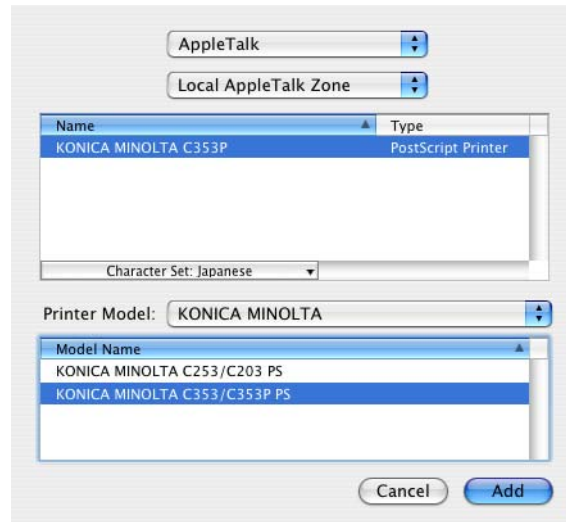 AppleTalk
Local AppleTalk Zone
Name Type
KONICA MINOLTA C353P PostScript Printer
Character Set: Japanese
Printer Model: KONICA MINOLTA
Model Name
KONICA MINOLTA C253/C203 PS
KONICA MINOLTA C353/C353P PS
Cancel Add